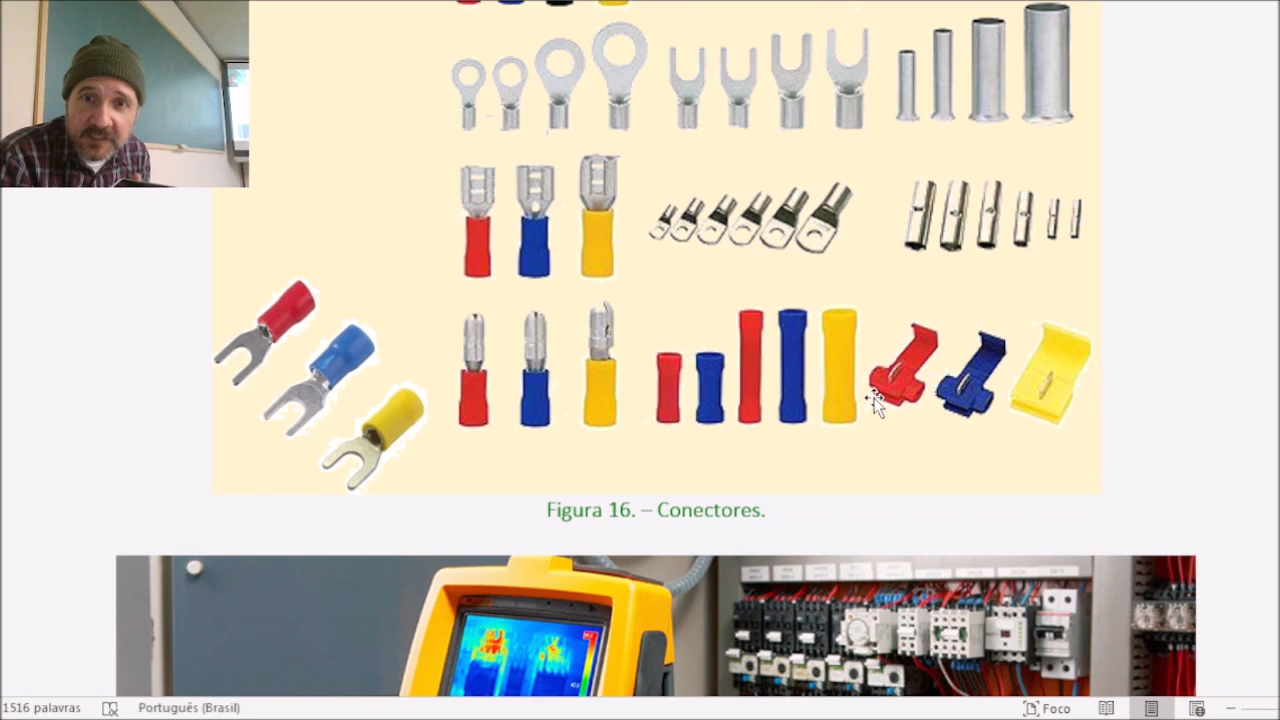 Figura 16. – Conectores.
1516 palavras
Português (Brasil)
Foco